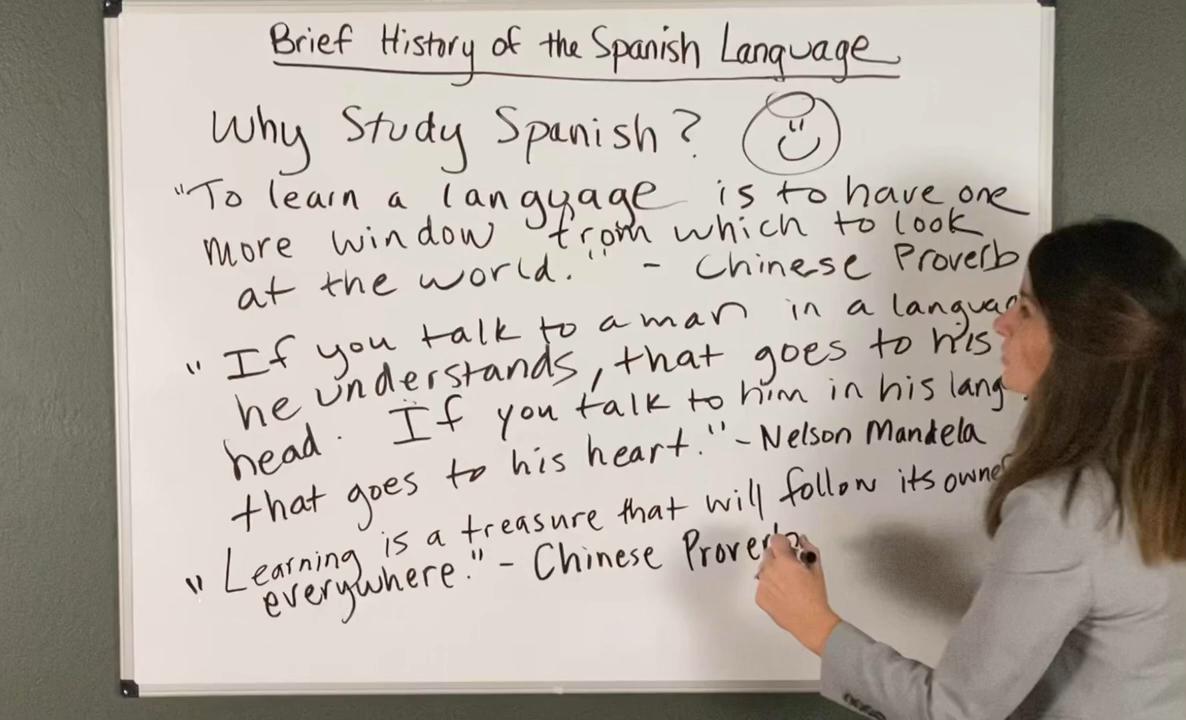 Brief History of the Spanish Language
Why Study Spanish?
"To learn a language is to have one
more window from which to look
at the world." - Chinese Proverb
" If you talk to a man in a
he understands, that goes to his
head. If you talk to him in his
that goes to his heart." - Nelson Mandela
" Learning is a treasure that will follow its
everywhere." - Chinese Proverb